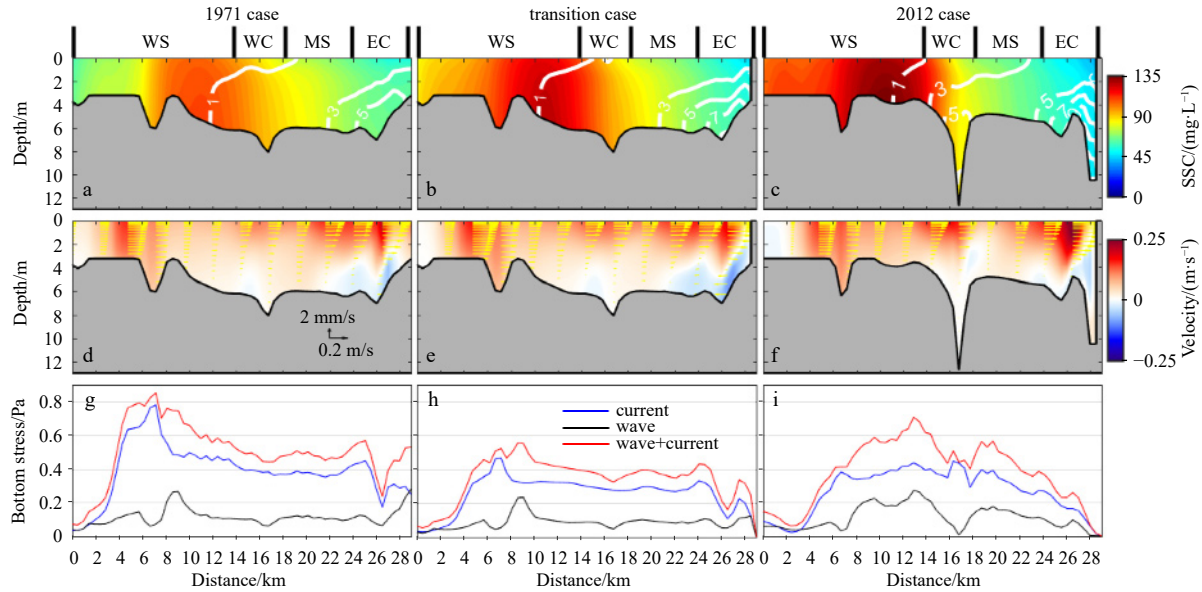 1971 case transition case 2012 case
WS WC MS EC WS WC MS EC WS WC MS EC
Depth/m
0
2
4
6
8
10
12
1 3 5
a
1 3 5 7
b
1 3 5 5 7
c
135
90
45
0
SSC/(mg·L⁻¹)
Depth/m
0
2
4
6
8
10
12
2 mm/s
0.2 m/s
d
e
f
0.25
0
−0.25
Velocity/(m·s⁻¹)
Bottom stress/Pa
0.8
0.6
0.4
0.2
0
g
h
current
wave
wave+current
i
0 2 4 6 8 10 12 14 16 18 20 22 24 26 28 0 2 4 6 8 10 12 14 16 18 20 22 24 26 28 0 2 4 6 8 10 12 14 16 18 20 22 24 26 28
Distance/km Distance/km Distance/km